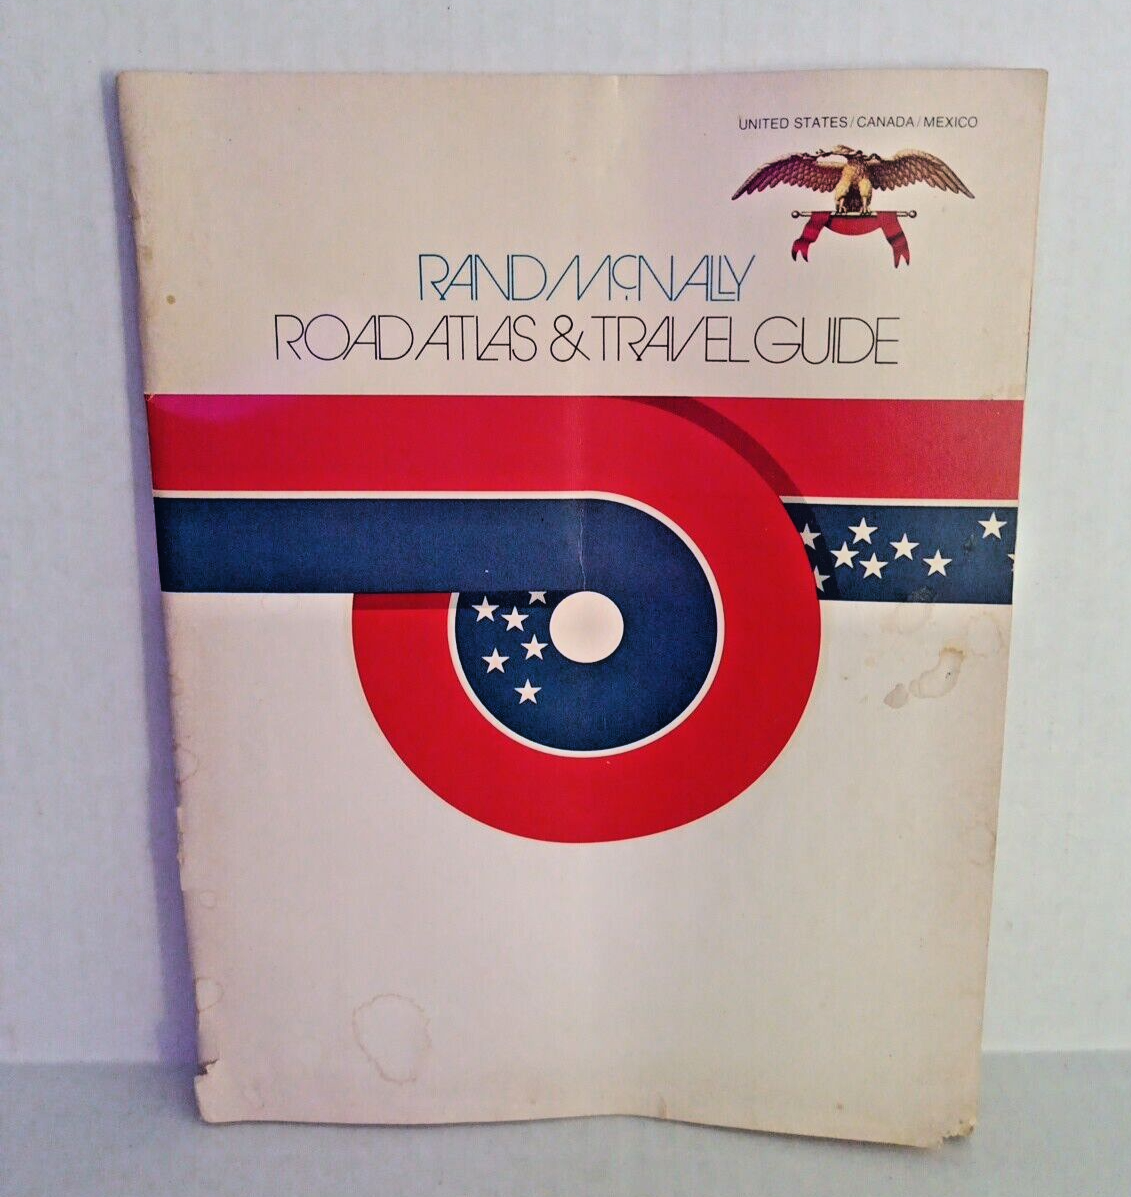 UNITED STATES/CANADA/MEXICO
RAND McNALLY
ROAD ATLAS & TRAVEL GUIDE